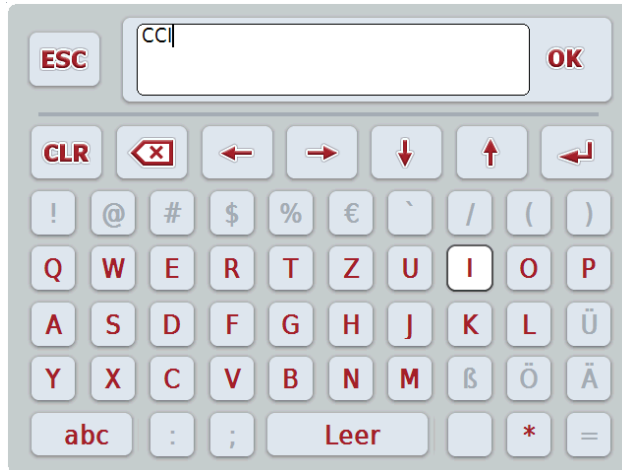 ESC CCI OK
CLR
! @ # $ % € ` / ( )
Q W E R T Z U I O P
A S D F G H J K L Ü
Y X C V B N M ß Ö Ä
abc : ; Leer * =